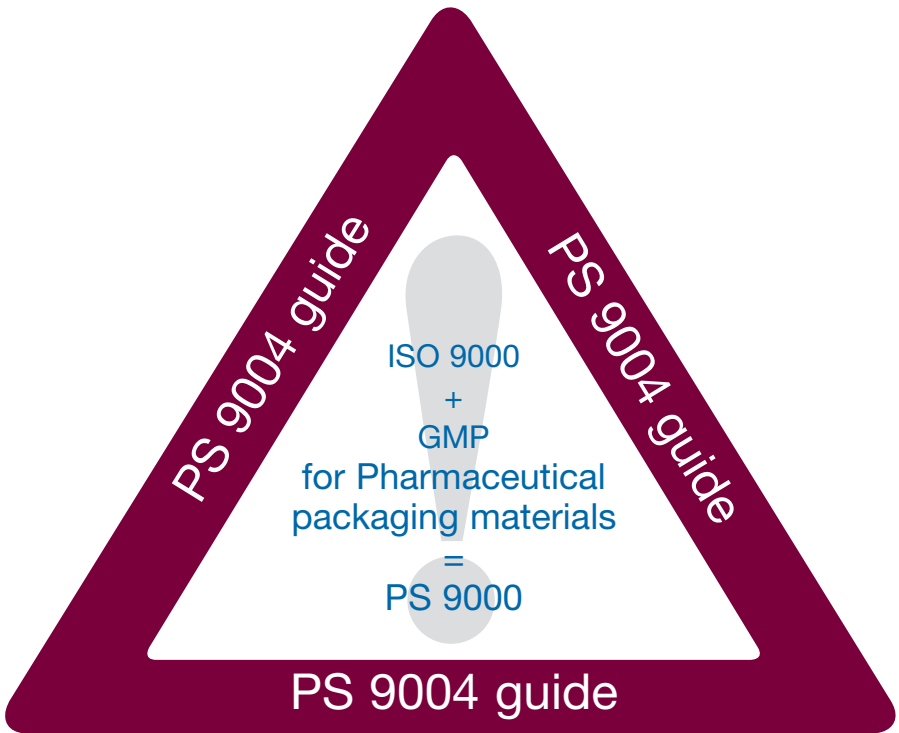 PS 9004 guide
PS 9004 guide
ISO 9000
+
GMP
for Pharmaceutical
packaging materials
=
PS 9000
PS 9004 guide